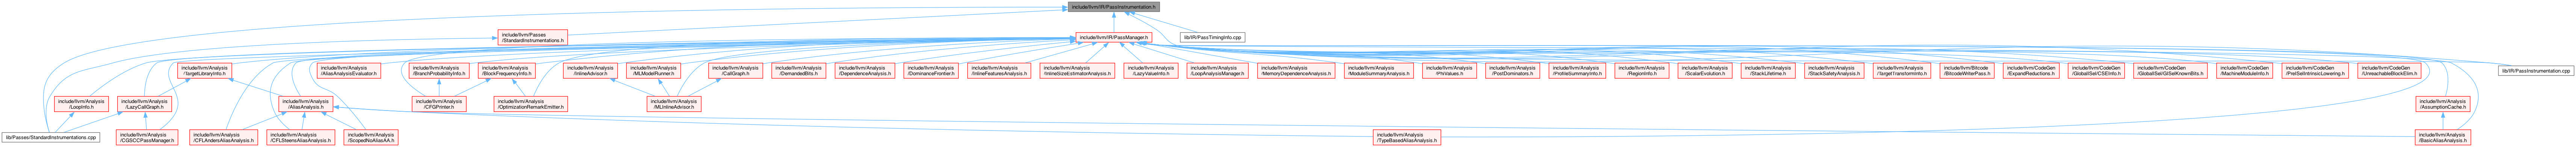 include/llvm/IR/PassInstrumentation.h
include/llvm/Passes
/StandardInstrumentations.h
include/llvm/IR/PassManager.h
lib/IR/PassTimingInfo.cpp
include/llvm/Analysis
/TargetLibraryInfo.h
include/llvm/Analysis
/AliasAnalysisEvaluator.h
include/llvm/Analysis
/BranchProbabilityInfo.h
include/llvm/Analysis
/BlockFrequencyInfo.h
include/llvm/Analysis
/InlineAdvisor.h
include/llvm/Analysis
/MLModelRunner.h
include/llvm/Analysis
/CallGraph.h
include/llvm/Analysis
/DemandedBits.h
include/llvm/Analysis
/DependenceAnalysis.h
include/llvm/Analysis
/DominanceFrontier.h
include/llvm/Analysis
/InlineFeaturesAnalysis.h
include/llvm/Analysis
/InlineSizeEstimatorAnalysis.h
include/llvm/Analysis
/LazyValueInfo.h
include/llvm/Analysis
/LoopAnalysisManager.h
include/llvm/Analysis
/MemoryDependenceAnalysis.h
include/llvm/Analysis
/ModuleSummaryAnalysis.h
include/llvm/Analysis
/PhiValues.h
include/llvm/Analysis
/PostDominators.h
include/llvm/Analysis
/ProfileSummaryInfo.h
include/llvm/Analysis
/RegionInfo.h
include/llvm/Analysis
/ScalarEvolution.h
include/llvm/Analysis
/StackLifetime.h
include/llvm/Analysis
/StackSafetyAnalysis.h
include/llvm/Analysis
/TargetTransformInfo.h
include/llvm/Bitcode
/BitcodeWriterPass.h
include/llvm/CodeGen
/ExpandReductions.h
include/llvm/CodeGen
/GlobalISel/CSEInfo.h
include/llvm/CodeGen
/GlobalISel/GISelKnownBits.h
include/llvm/CodeGen
/MachineModuleInfo.h
include/llvm/CodeGen
/PreISelIntrinsicLowering.h
include/llvm/CodeGen
/UnreachableBlockElim.h
lib/IR/PassInstrumentation.cpp
include/llvm/Analysis
/LoopInfo.h
include/llvm/Analysis
/LazyCallGraph.h
include/llvm/Analysis
/AliasAnalysis.h
include/llvm/Analysis
/CFGPrinter.h
include/llvm/Analysis
/OptimizationRemarkEmitter.h
include/llvm/Analysis
/MLInlineAdvisor.h
include/llvm/Analysis
/AssumptionCache.h
lib/Passes/StandardInstrumentations.cpp
include/llvm/Analysis
/CGSCCPassManager.h
include/llvm/Analysis
/CFLAndersAliasAnalysis.h
include/llvm/Analysis
/CFLSteensAliasAnalysis.h
include/llvm/Analysis
/ScopedNoAliasAA.h
include/llvm/Analysis
/TypeBasedAliasAnalysis.h
include/llvm/Analysis
/BasicAliasAnalysis.h